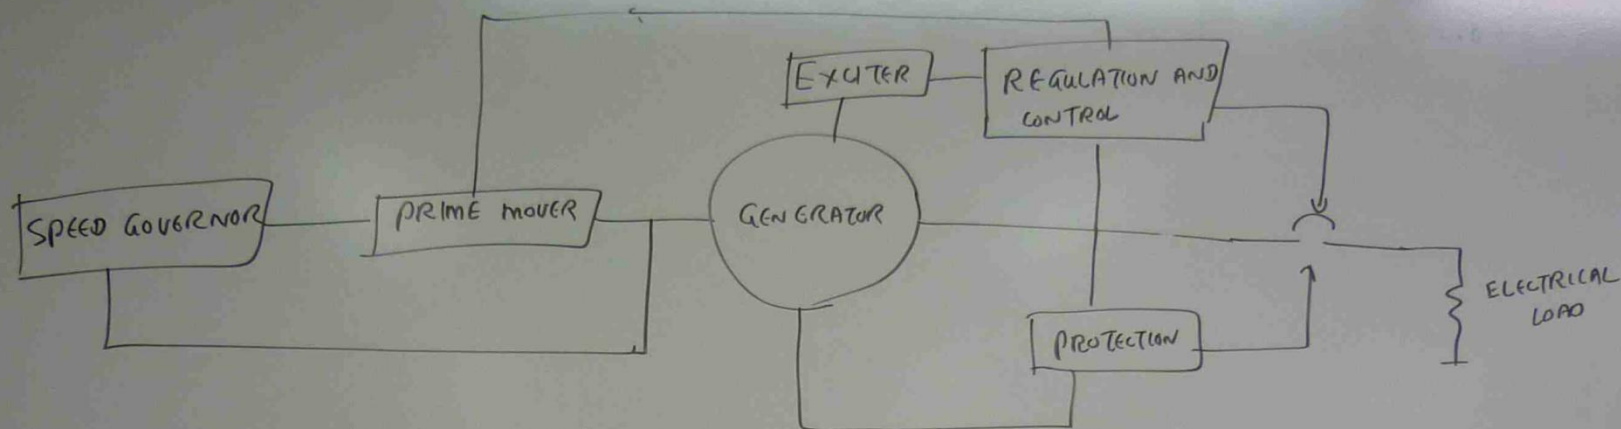 EXCITER
REGULATION AND
CONTROL
SPEED GOVERNOR
PRIME MOVER
GENERATOR
ELECTRICAL
LOAD
PROTECTION